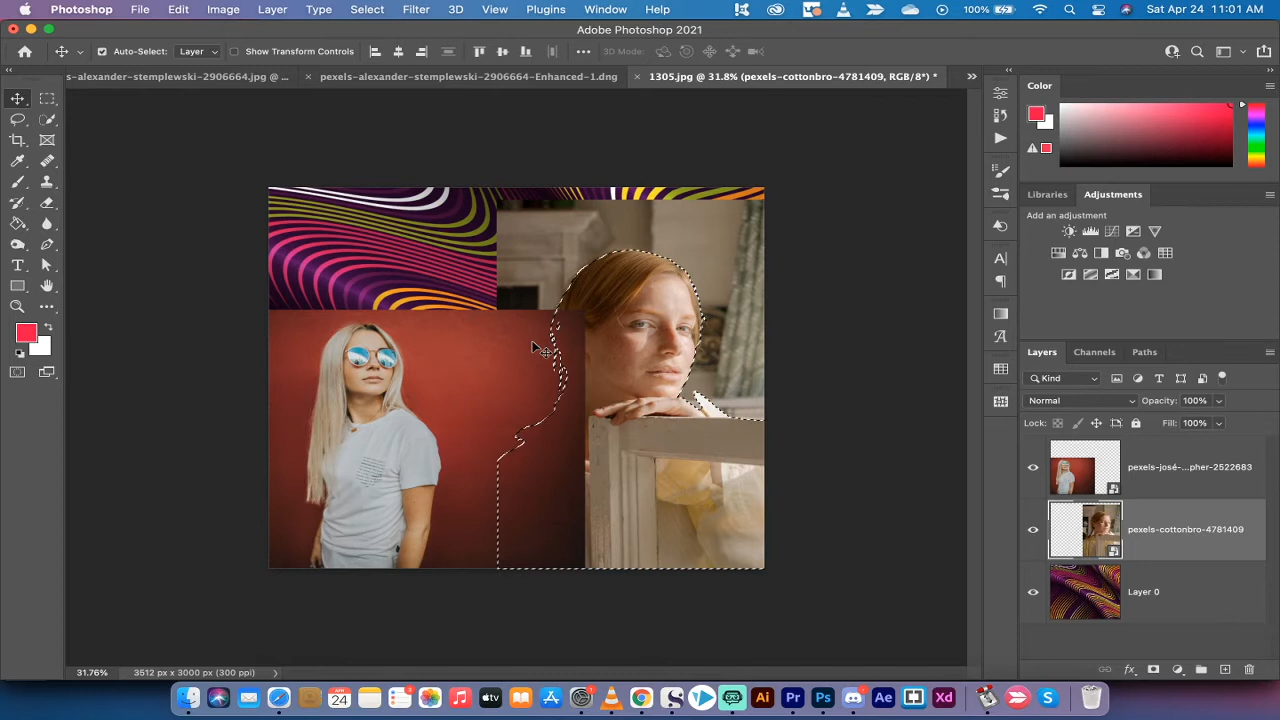 Photoshop File Edit Image Layer Type Select Filter 3D View Plugins Window Help 100% Sat Apr 24 11:01 AM
Adobe Photoshop 2021
Auto-Select: Layer Show Transform Controls ••• 3D Mode:
s-alexander-stemplewski-2906664.jpg @ ... × pexels-alexander-stemplewski-2906664-Enhanced-1.dng × 1305.jpg @ 31.8% (pexels-cottonbro-4781409, RGB/8*) *
Color
Libraries Adjustments
Add an adjustment
Layers Channels Paths
Kind
Normal Opacity: 100%
Lock: Fill: 100%
pexels-josé-...pher-2522683
pexels-cottonbro-4781409
Layer 0
31.76% 3512 px x 3000 px (300 ppi)
24 tv Ai Pr Ps Ae Xd